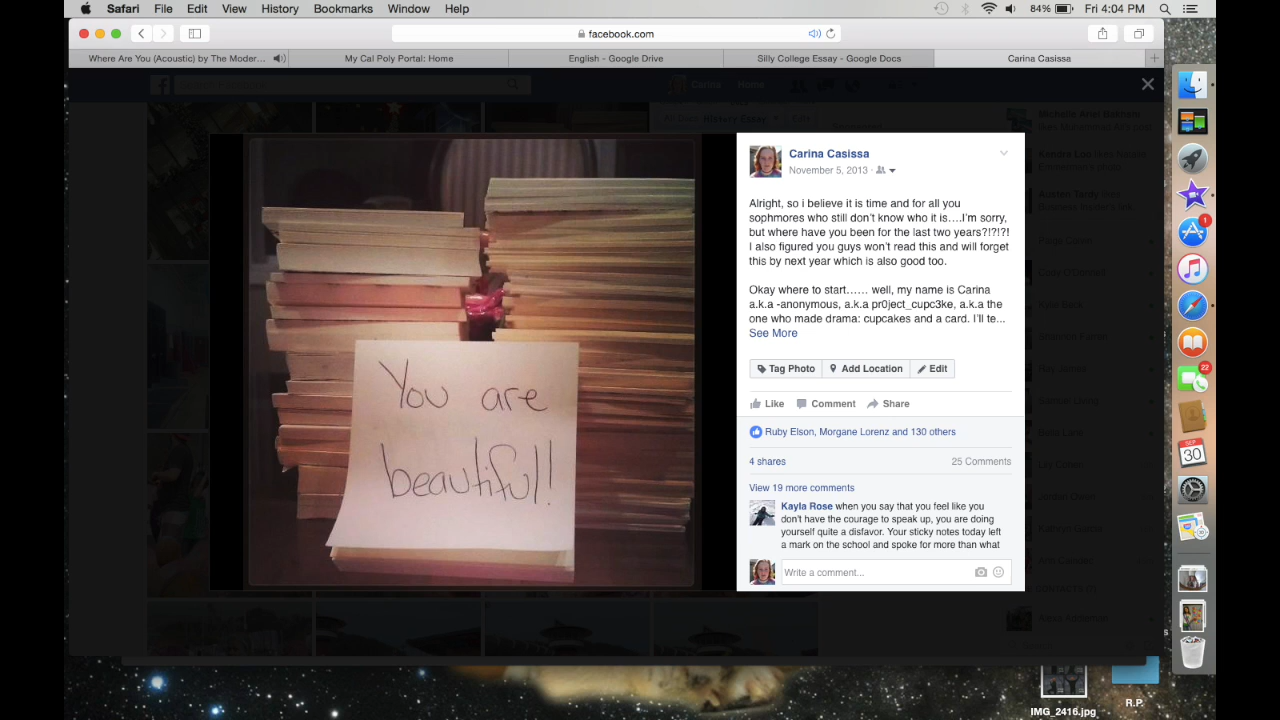 Safari File Edit View History Bookmarks Window Help
84% Fri 4:04 PM
facebook.com
Where Are You (Acoustic) by The Moder...
My Cal Poly Portal: Home
English - Google Drive
Silly College Essay - Google Docs
Carina Casissa
Carina Home
You are
beautiful!
Carina Casissa
November 5, 2013
Alright, so i believe it is time and for all you
sophmores who still don't know who it is....I'm sorry,
but where have you been for the last two years?!?!?!
I also figured you guys won't read this and will forget
this by next year which is also good too.
Okay where to start...... well, my name is Carina
a.k.a -anonymous, a.k.a pr0ject_cupc3ke, a.k.a the
one who made drama: cupcakes and a card. I'll te...
See More
Tag Photo Add Location Edit
Like Comment Share
Ruby Elson, Morgane Lorenz and 130 others
4 shares 25 Comments
View 19 more comments
Kayla Rose when you say that you feel like you
don't have the courage to speak up, you are doing
yourself quite a disfavor. Your sticky notes today left
a mark on the school and spoke for more than what
Write a comment...
1
22
SEP
30
IMG_2416.jpg
R.P.